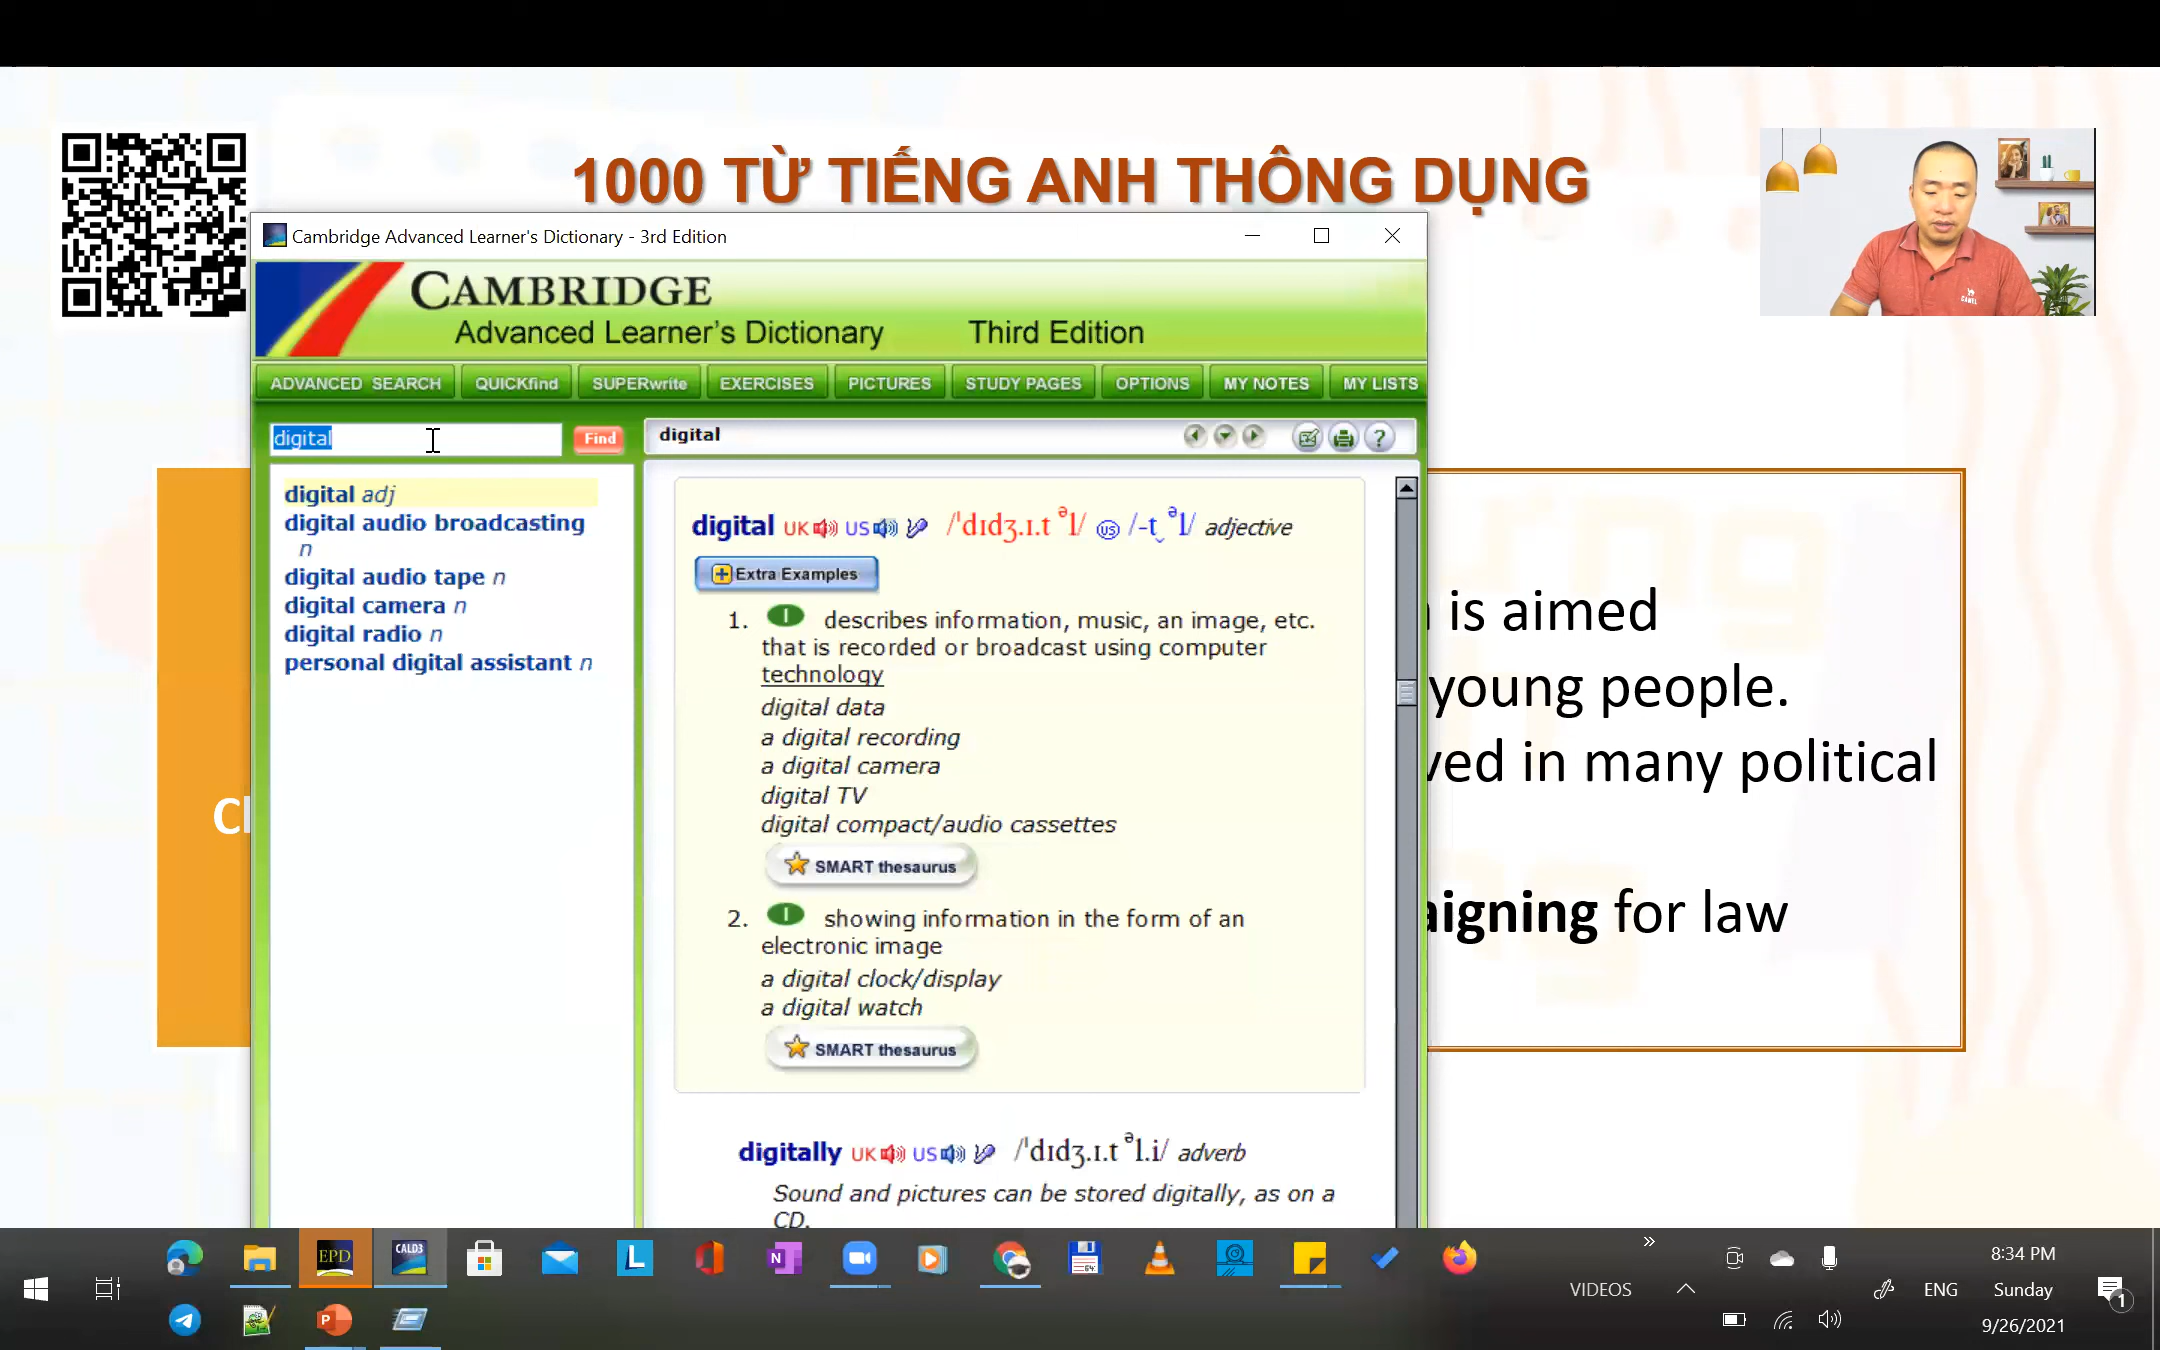 1000 TỪ TIẾNG ANH THÔNG DỤNG
Cambridge Advanced Learner's Dictionary - 3rd Edition
CAMBRIDGE
Advanced Learner's Dictionary Third Edition
ADVANCED SEARCH QUICKfind SUPERwrite EXERCISES PICTURES STUDY PAGES OPTIONS MY NOTES MY LISTS
digital Find
digital
digital adj
digital audio broadcasting
n
digital audio tape n
digital camera n
digital radio n
personal digital assistant n
digital UK US /ˈdɪdʒ.ɪ.tᵊl/ US /-t̬ᵊl/ adjective
Extra Examples
1. I describes information, music, an image, etc.
that is recorded or broadcast using computer
technology
digital data
a digital recording
a digital camera
digital TV
digital compact/audio cassettes
SMART thesaurus
2. I showing information in the form of an
electronic image
a digital clock/display
a digital watch
SMART thesaurus
digitally UK US /ˈdɪdʒ.ɪ.tᵊl.i/ adverb
Sound and pictures can be stored digitally, as on a
CD.
is aimed
young people.
ved in many political
aigning for law
CAMEL
EPD
CALD3
VIDEOS
ENG
8:34 PM
Sunday
9/26/2021
1